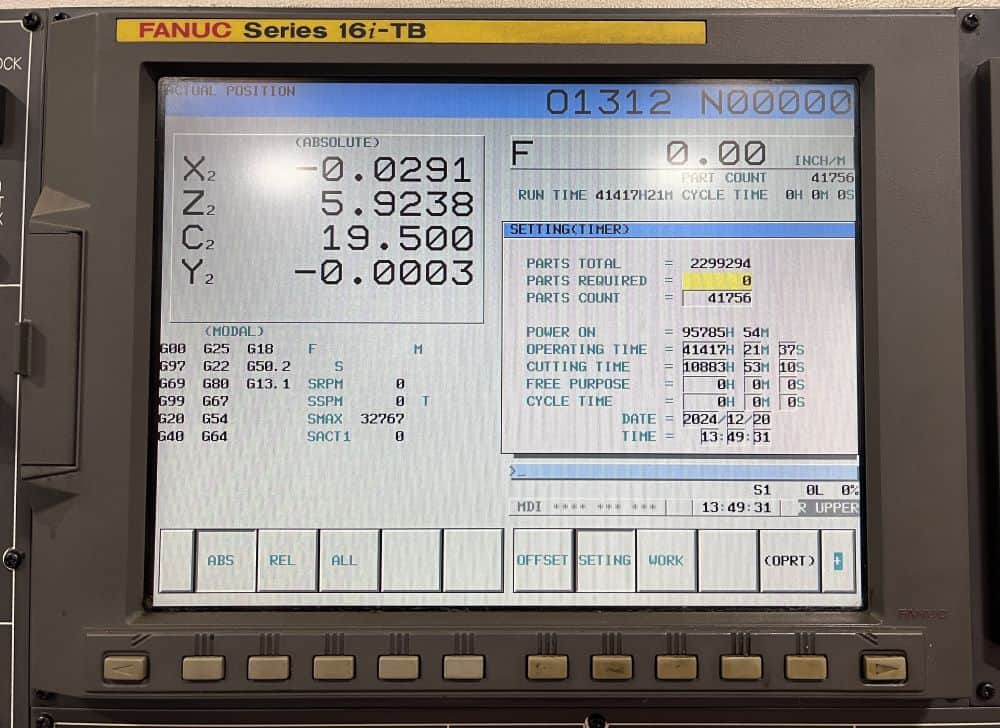 FANUC Series 16i-TB
OCK
ACTUAL POSITION
O1312 N00000
(ABSOLUTE)
X2 -0.0291
Z2 5.9238
C2 19.500
Y2 -0.0003
(MODAL)
G00 G25 G18 F M
G97 G22 G50.2 S
G69 G80 G13.1 SRPM 0
G99 G67 SSPM 0 T
G20 G54 SMAX 32767
G40 G64 SACT1 0
F 0.00 INCH/M
PART COUNT 41756
RUN TIME 41417H21M CYCLE TIME 0H 0M 0S
SETTING(TIMER)
PARTS TOTAL = 2299294
PARTS REQUIRED = 0
PARTS COUNT = 41756
POWER ON = 95785H 54M
OPERATING TIME = 41417H 21M 37S
CUTTING TIME = 10883H 53M 10S
FREE PURPOSE = 0H 0M 0S
CYCLE TIME = 0H 0M 0S
DATE = 2024/12/20
TIME = 13:49:31
>_
S1 0L 0%
MDI **** *** *** 13:49:31 R UPPER
ABS REL ALL
OFFSET SETING WORK (OPRT) +
FANUC